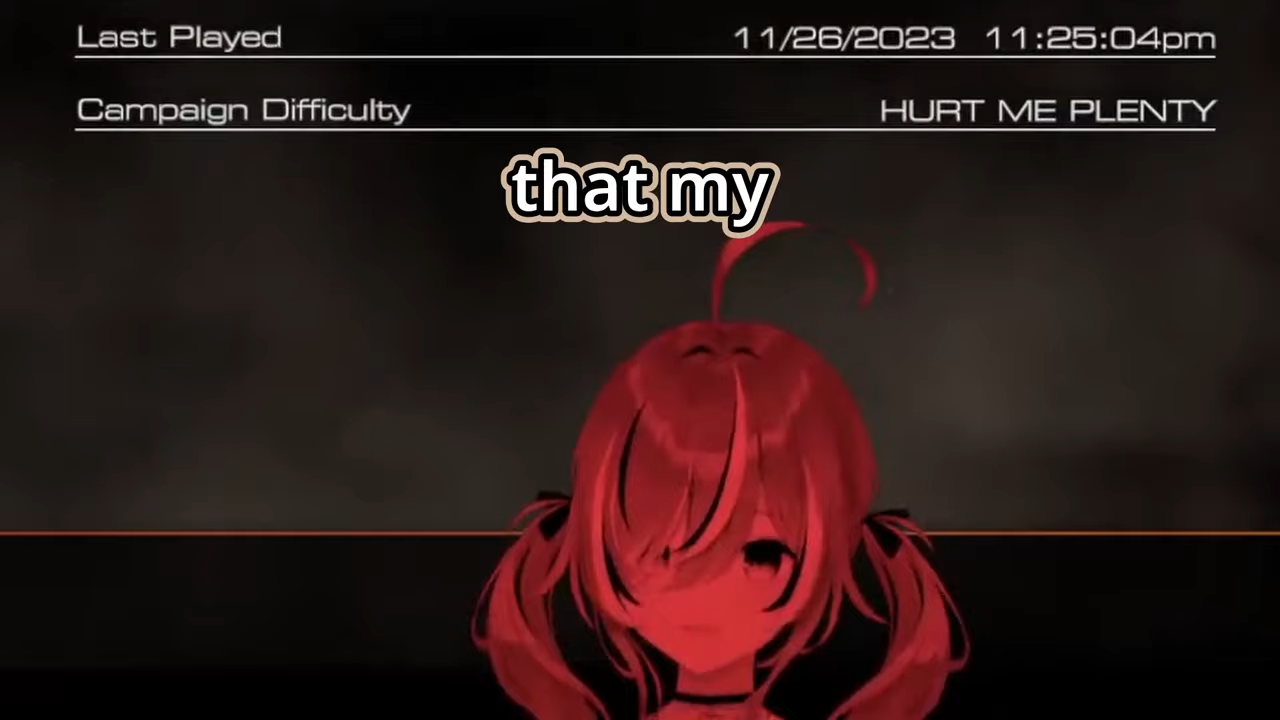 Last Played 11/26/2023 11:25:04pm
Campaign Difficulty HURT ME PLENTY
that my